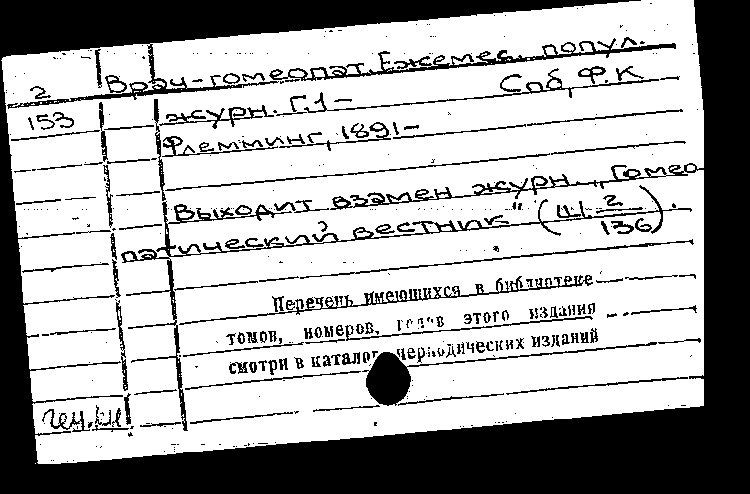 2 Врач-гомеопат. Ежемес. попул.
153 журн. Г.1– Спб, Ф.К
Флемминг, 1891–
Выходит взамен журн. „Гомео
патический вестник" (Ш 2/136).
Перечень имеющихся в библиотеке
томов, номеров, годов этого издания
смотри в каталоге периодических изданий